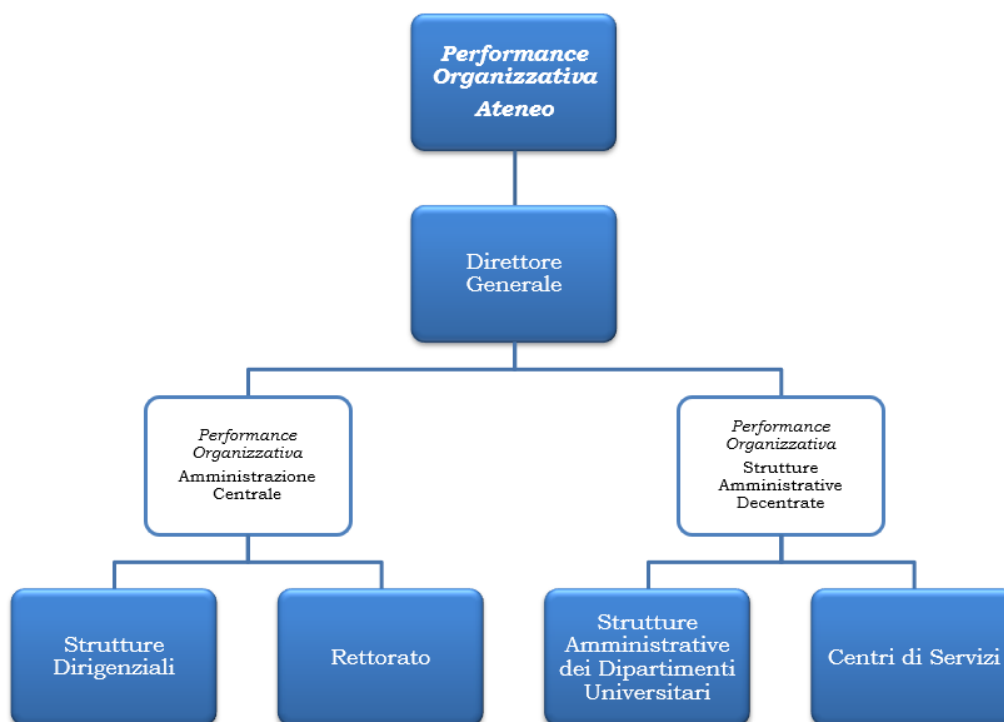 Performance
Organizzativa
Ateneo
Direttore
Generale
Performance
Organizzativa
Amministrazione
Centrale
Performance
Organizzativa
Strutture
Amministrative
Decentrate
Strutture
Dirigenziali
Rettorato
Strutture
Amministrative
dei Dipartimenti
Universitari
Centri di Servizi